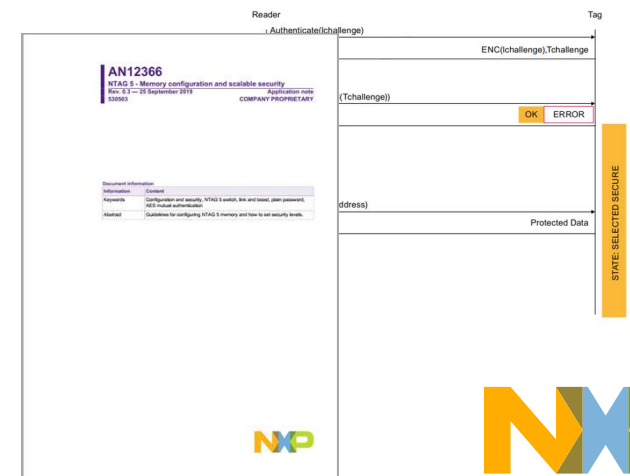 Reader
Tag
Authenticate(Ichallenge)
ENC(Ichallenge),Tchallenge
(Tchallenge))
OK ERROR
ddress)
Protected Data
STATE: SELECTED SECURE
AN12366
NTAG 5 - Memory configuration and scalable security
Rev. 0.3 — 25 September 2019 Application note
530503 COMPANY PROPRIETARY
Document information
Information Content
Keywords Configuration and security, NTAG 5 switch, link and boost, plain password,
AES mutual authentication
Abstract Guidelines for configuring NTAG 5 memory and how to set security levels.
NXP
NX